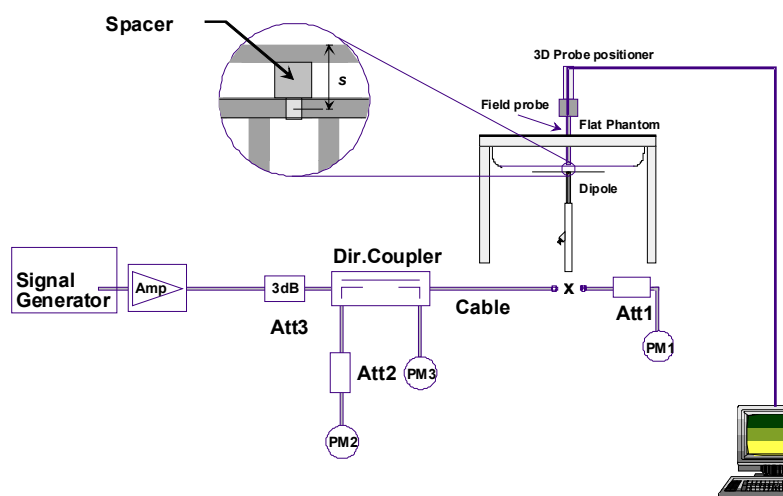 Spacer
s
3D Probe positioner
Field probe
Flat Phantom
Dipole
Signal
Generator
Amp
3dB
Att3
Dir.Coupler
Cable
x
Att1
PM1
Att2
PM3
PM2